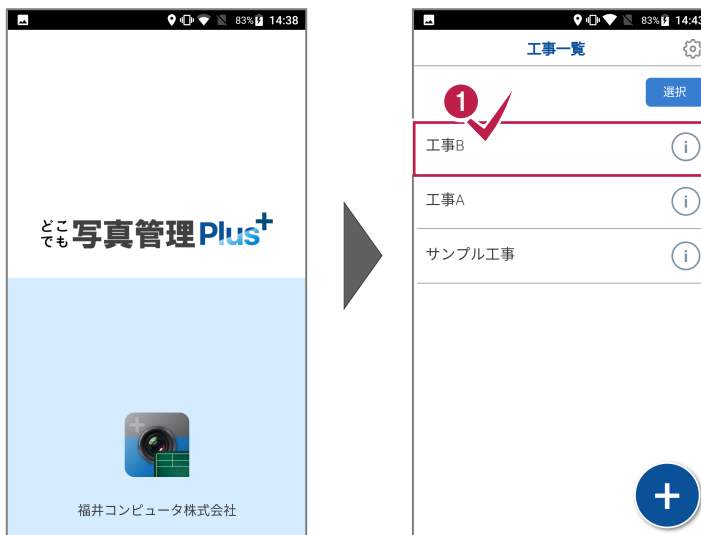 83% 14:38
どこでも写真管理Plus+
福井コンピュータ株式会社
83% 14:43
工事一覧
選択
1
工事B
i
工事A
i
サンプル工事
i
+